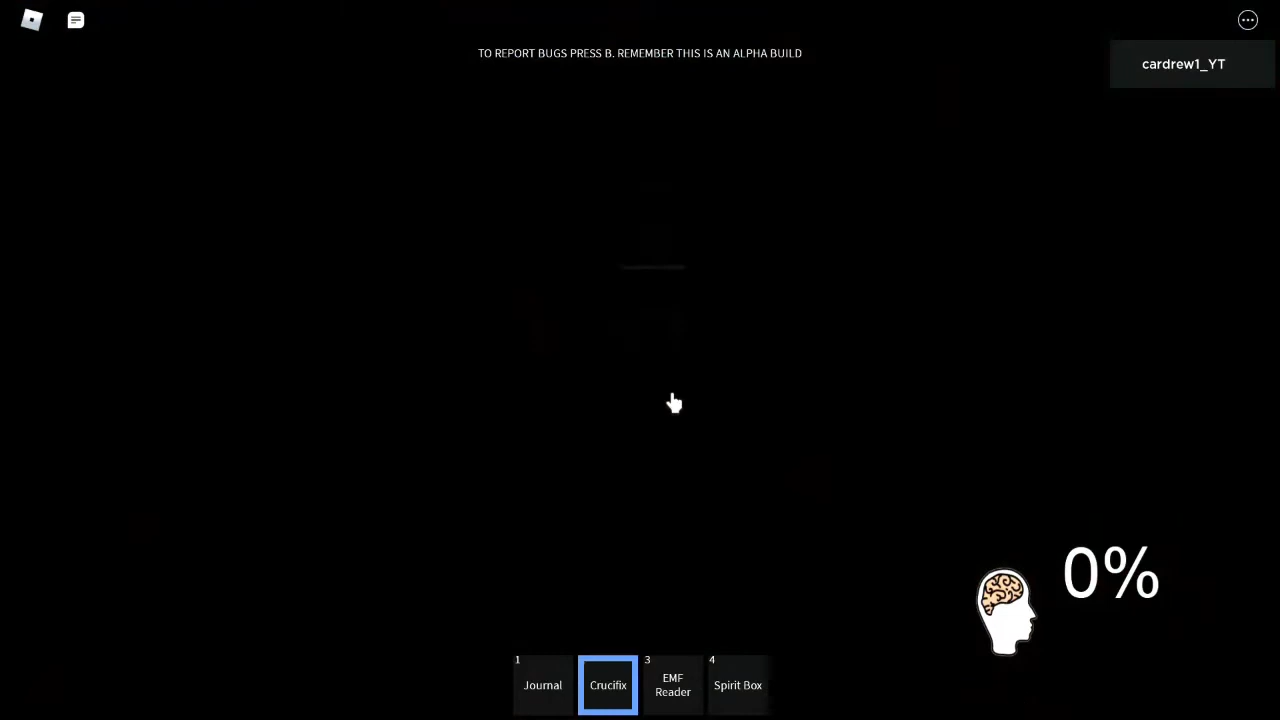 TO REPORT BUGS PRESS B. REMEMBER THIS IS AN ALPHA BUILD
cardrew1_YT
0%
1
Journal
Crucifix
3
EMF
Reader
4
Spirit Box